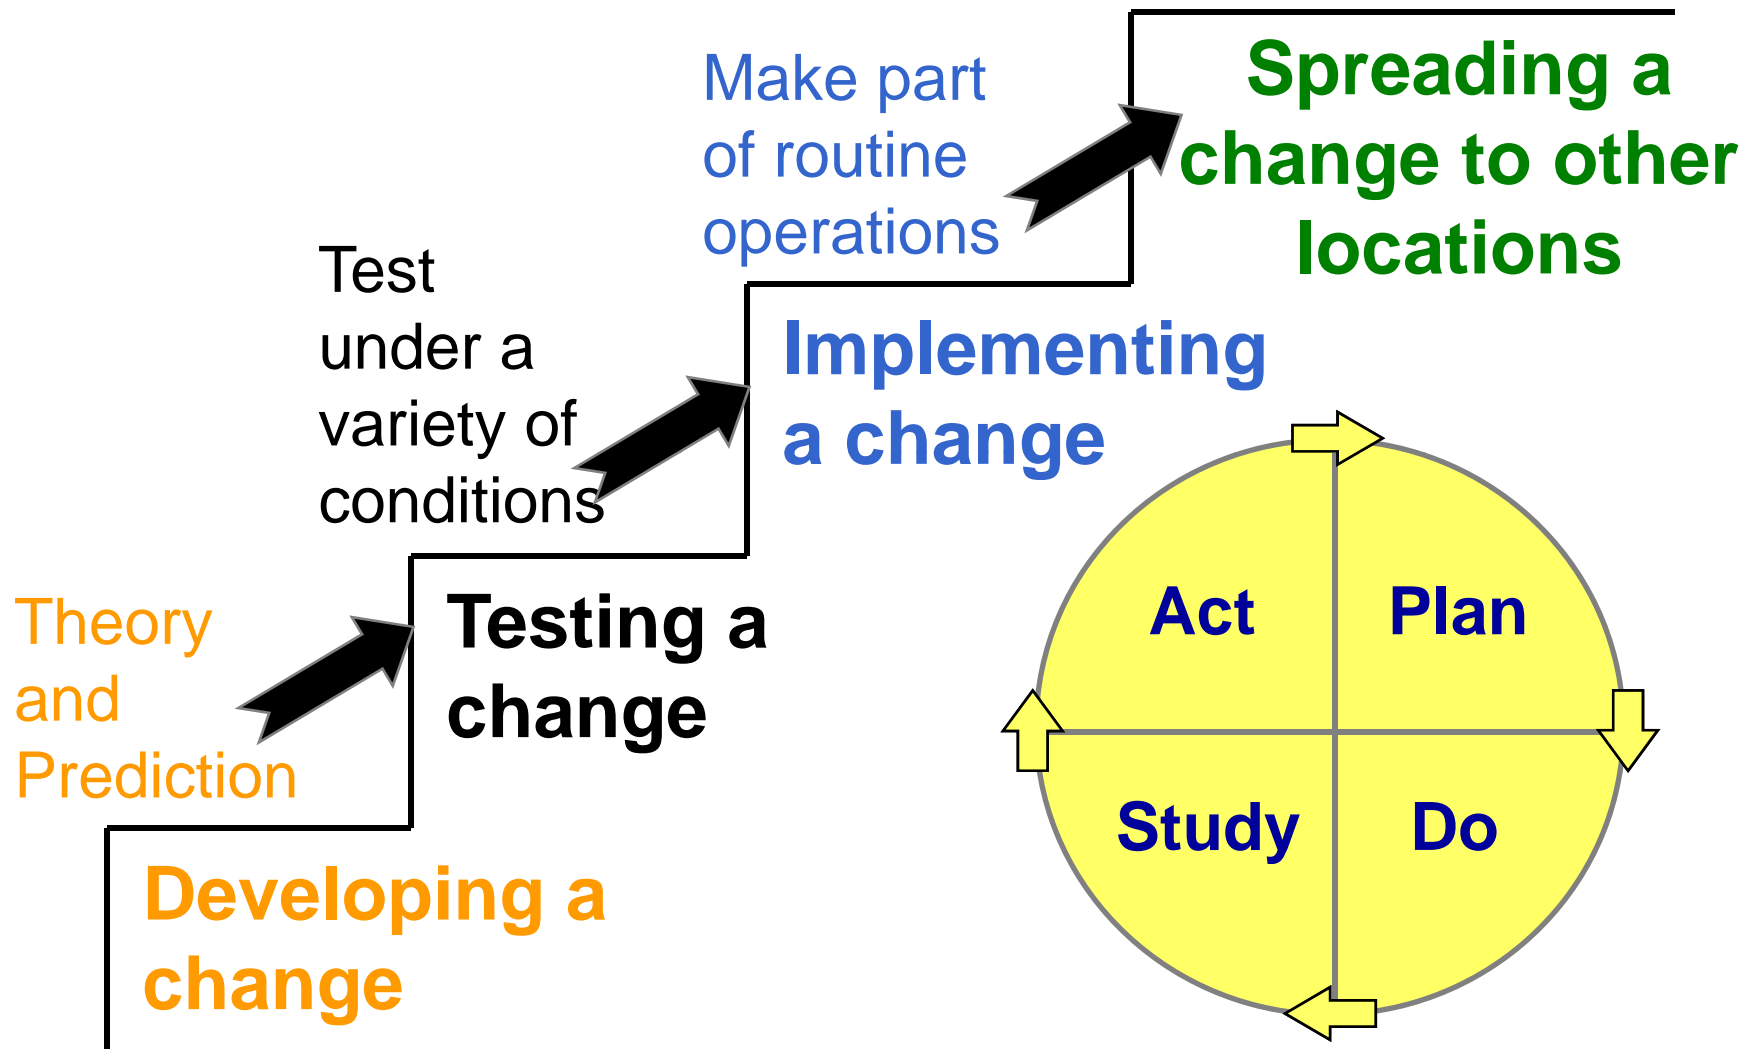 Theory
and
Prediction
Developing a
change
Test
under a
variety of
conditions
Testing a
change
Make part
of routine
operations
Implementing
a change
Spreading a
change to other
locations
Act
Plan
Study
Do